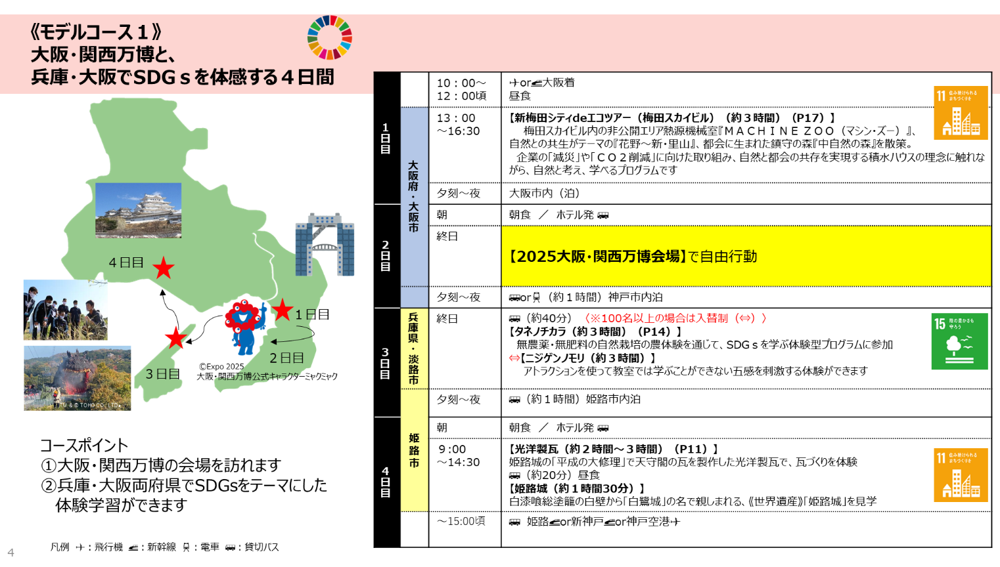 《モデルコース１》
大阪・関西万博と、
兵庫・大阪でSDGｓを体感する４日間
４日目
１日目
２日目
３日目
©Expo 2025
大阪・関西万博公式キャラクターミャクミャク
TM & © TOHO CO., LTD.
コースポイント
①大阪・関西万博の会場を訪れます
②兵庫・大阪両府県でSDGsをテーマにした
体験学習ができます
凡例 ✈：飛行機 🚄：新幹線 🚆：電車 🚌：貸切バス
4
1日目
大阪府・大阪市
10：00～
12：00頃
✈or🚄大阪着
昼食
11 住み続けられる
まちづくりを
13：00
～16:30
【新梅田シティdeエコツアー（梅田スカイビル）（約３時間）（P17）】
梅田スカイビル内の非公開エリア熱源機械室『ＭＡＣＨＩＮＥ ＺＯＯ（マシン・ズー）』、
自然との共生がテーマの『花野～新・里山』、都会に生まれた鎮守の森『中自然の森』を散策。
企業の「減災」や「ＣＯ２削減」に向けた取り組み、自然と都会の共存を実現する積水ハウスの理念に触れな
がら、自然と考え、学べるプログラムです
夕刻～夜
大阪市内（泊）
2日目
朝
朝食 ／ ホテル発 🚌
終日
【2025大阪・関西万博会場】で自由行動
夕刻～夜
🚌or🚆（約１時間）神戸市内泊
3日目
兵庫県・淡路市
終日
🚌（約40分）〈※100名以上の場合は入替制（⇔）〉
【タネノチカラ（約３時間）（P14）】
無農薬・無肥料の自然栽培の農体験を通じて、SDGｓを学ぶ体験型プログラムに参加
⇔【ニジゲンノモリ（約３時間）】
アトラクションを使って教室では学ぶことができない五感を刺激する体験ができます
15 陸の豊かさも
守ろう
夕刻～夜
🚌（約１時間）姫路市内泊
4日目
姫路市
朝
朝食 ／ ホテル発 🚌
９:00
～14:30
【光洋製瓦（約２時間～３時間）（P11）】
姫路城の「平成の大修理」で天守閣の瓦を製作した光洋製瓦で、瓦づくりを体験
🚌（約20分）昼食
【姫路城（約１時間30分）】
白漆喰総塗籠の白壁から「白鷺城」の名で親しまれる、《世界遺産》「姫路城」を見学
11 住み続けられる
まちづくりを
～15:00頃
🚌 姫路🚄or新神戸🚄or神戸空港✈